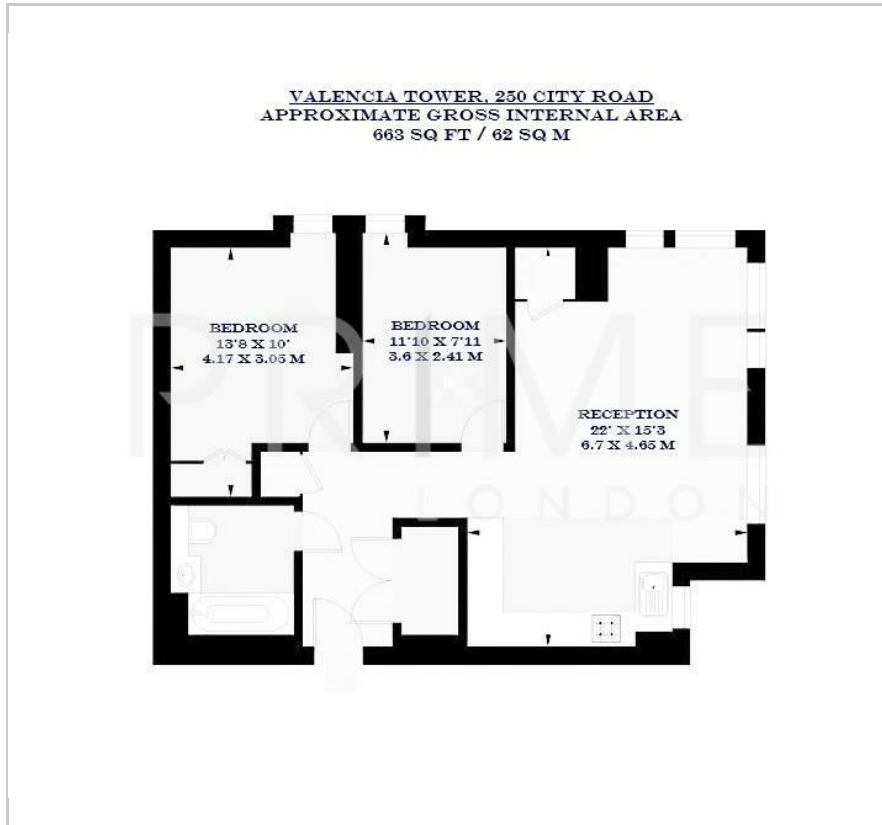 VALENCIA TOWER, 250 CITY ROAD
APPROXIMATE GROSS INTERNAL AREA
663 SQ FT / 62 SQ M
BEDROOM
13'8 X 10'
4.17 X 3.05 M
BEDROOM
11'10 X 7'11
3.6 X 2.41 M
RECEPTION
22' X 15'3
6.7 X 4.65 M
PRIME
LONDON